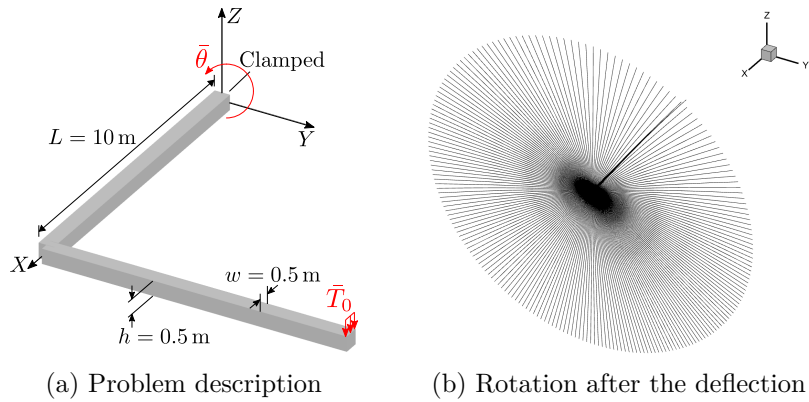 Z
θ̄
Clamped
L = 10 m
Y
X
w = 0.5 m
T̄₀
h = 0.5 m
(a) Problem description
Z
X
Y
(b) Rotation after the deflection